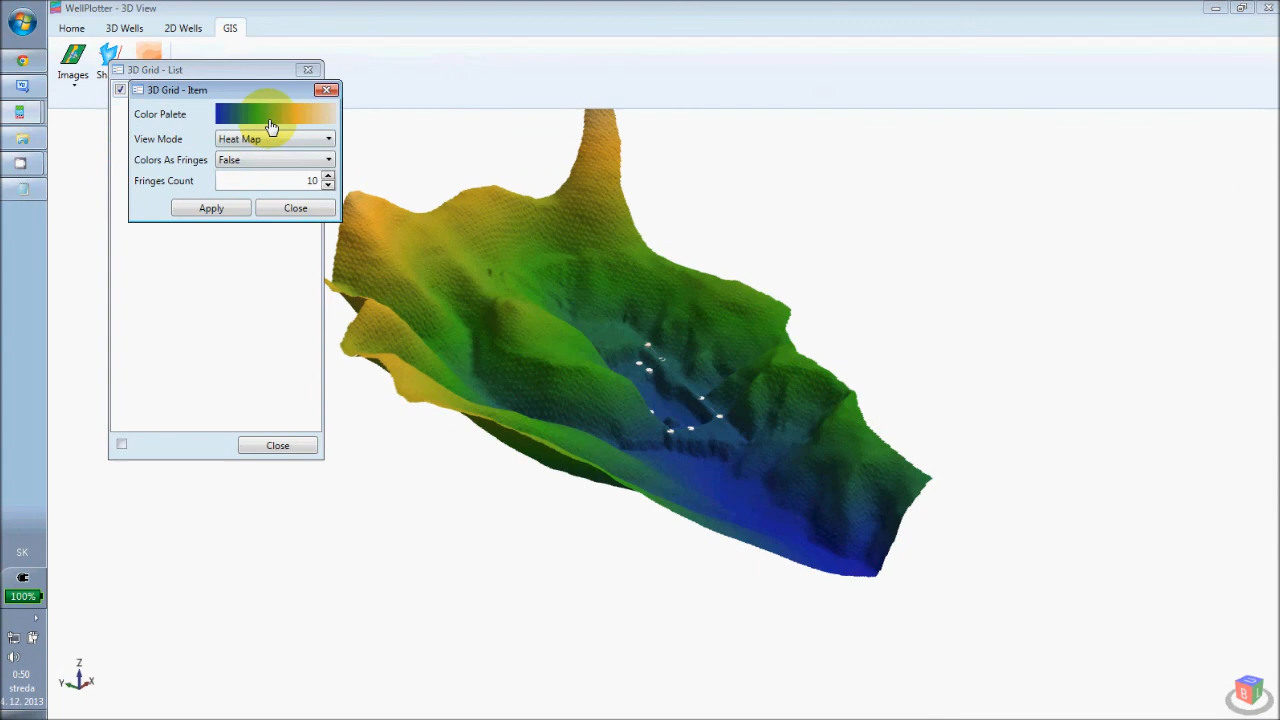 WellPlotter - 3D View
Home
3D Wells
2D Wells
GIS
Images
3D Grid - List
3D Grid - Item
Color Palete
View Mode
Heat Map
Colors As Fringes
False
Fringes Count
10
Apply
Close
Close
SK
100%
0:50
streda
4. 12. 2013
Z
Y
X